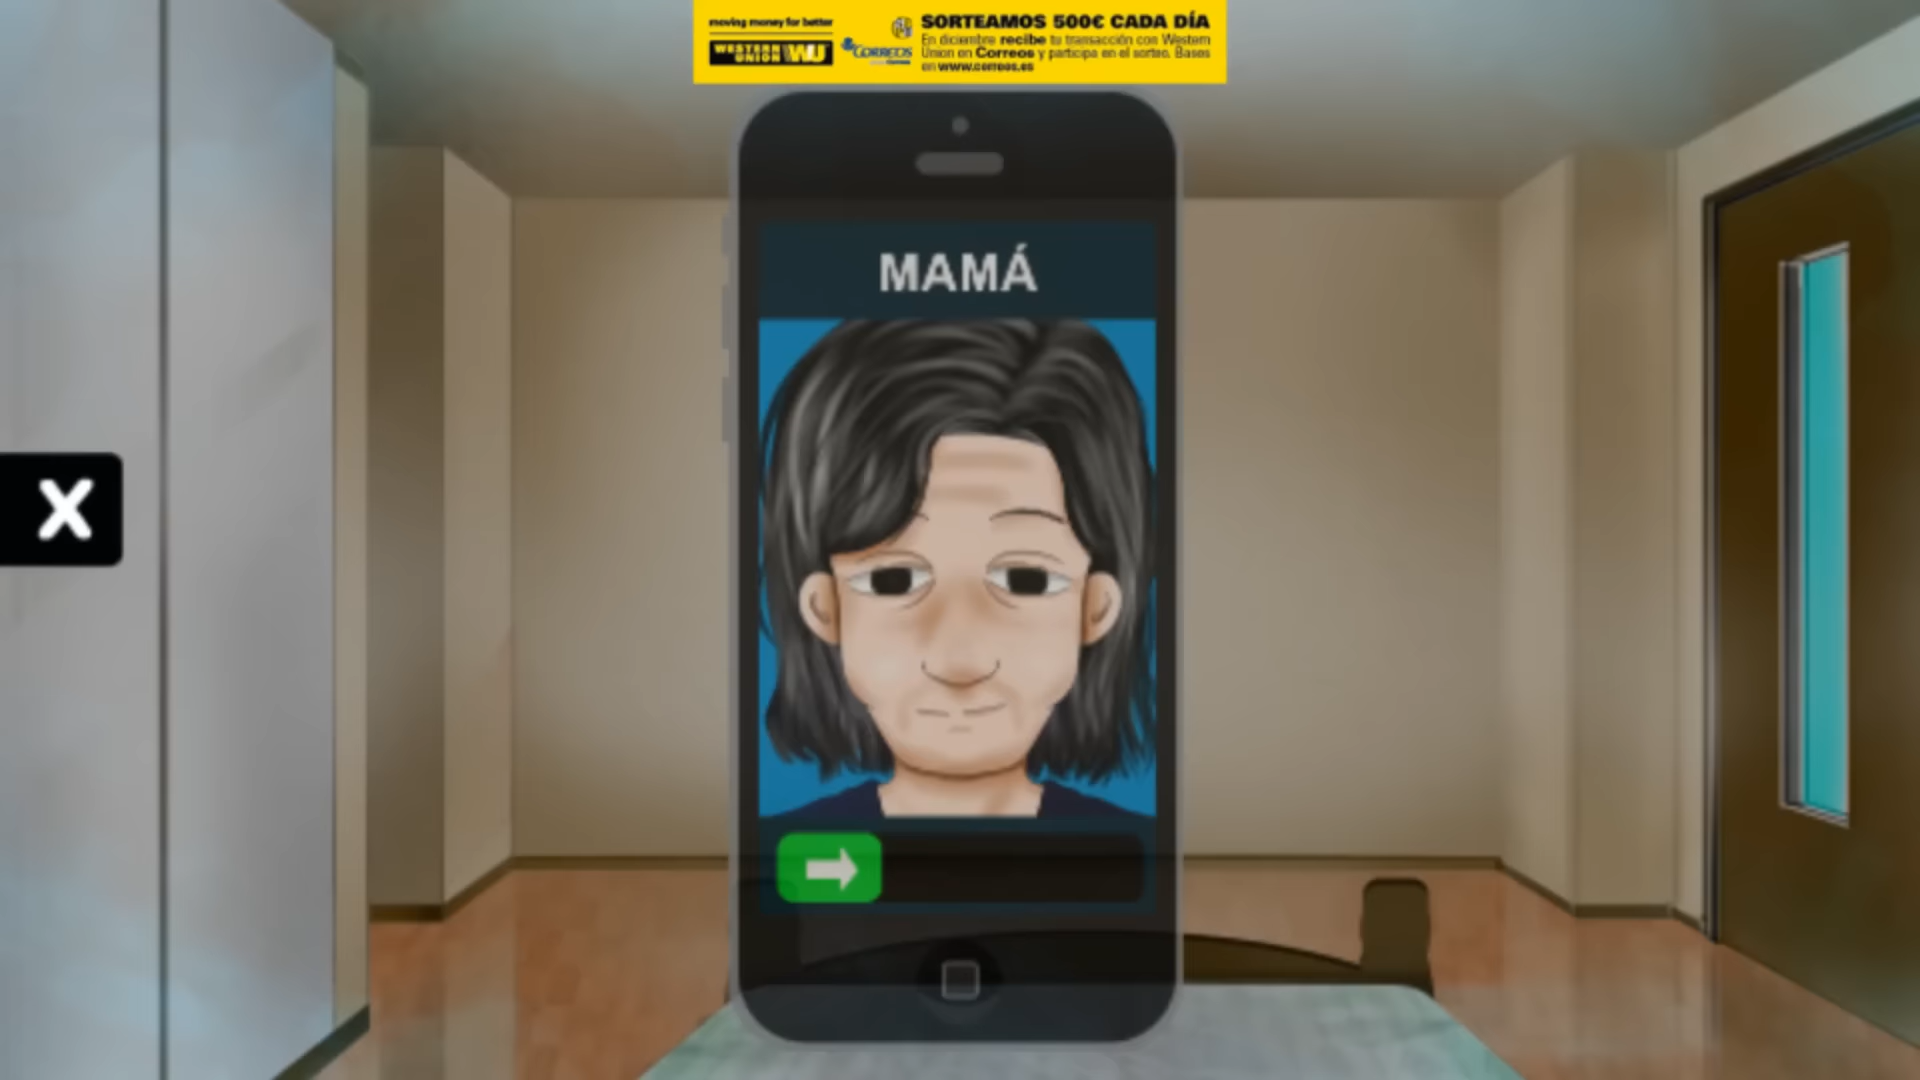 moving money for better
WESTERN UNION WU
Correos
SORTEAMOS 500€ CADA DÍA
En diciembre recibe tu transacción con Western
Union en Correos y participa en el sorteo. Bases
en www.correos.es
MAMÁ
X